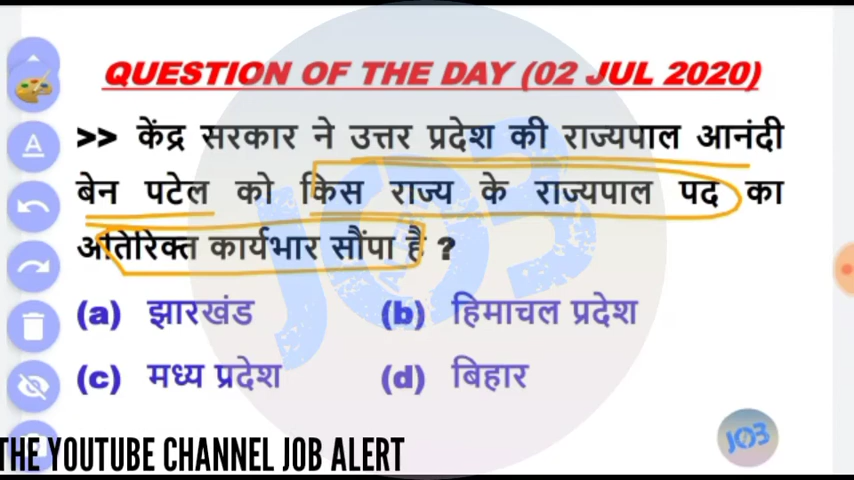 QUESTION OF THE DAY (02 JUL 2020)
>> केंद्र सरकार ने उत्तर प्रदेश की राज्यपाल आनंदी
बेन पटेल को किस राज्य के राज्यपाल पद का
अतिरिक्त कार्यभार सौंपा है ?
(a) झारखंड (b) हिमाचल प्रदेश
(c) मध्य प्रदेश (d) बिहार
JOB
JOB
THE YOUTUBE CHANNEL JOB ALERT